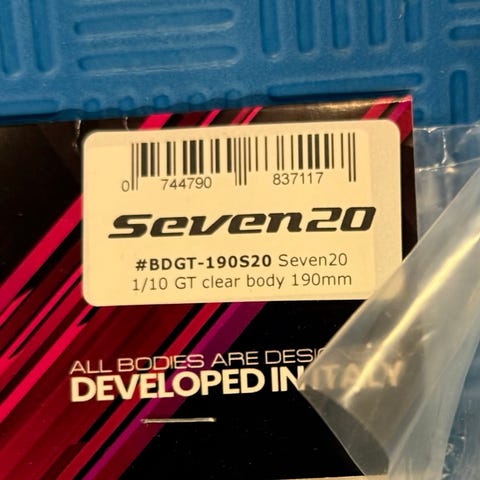 0 744790 837117
Seven20
#BDGT-190S20 Seven20
1/10 GT clear body 190mm
ALL BODIES ARE
DEVELOPED IN ITALY